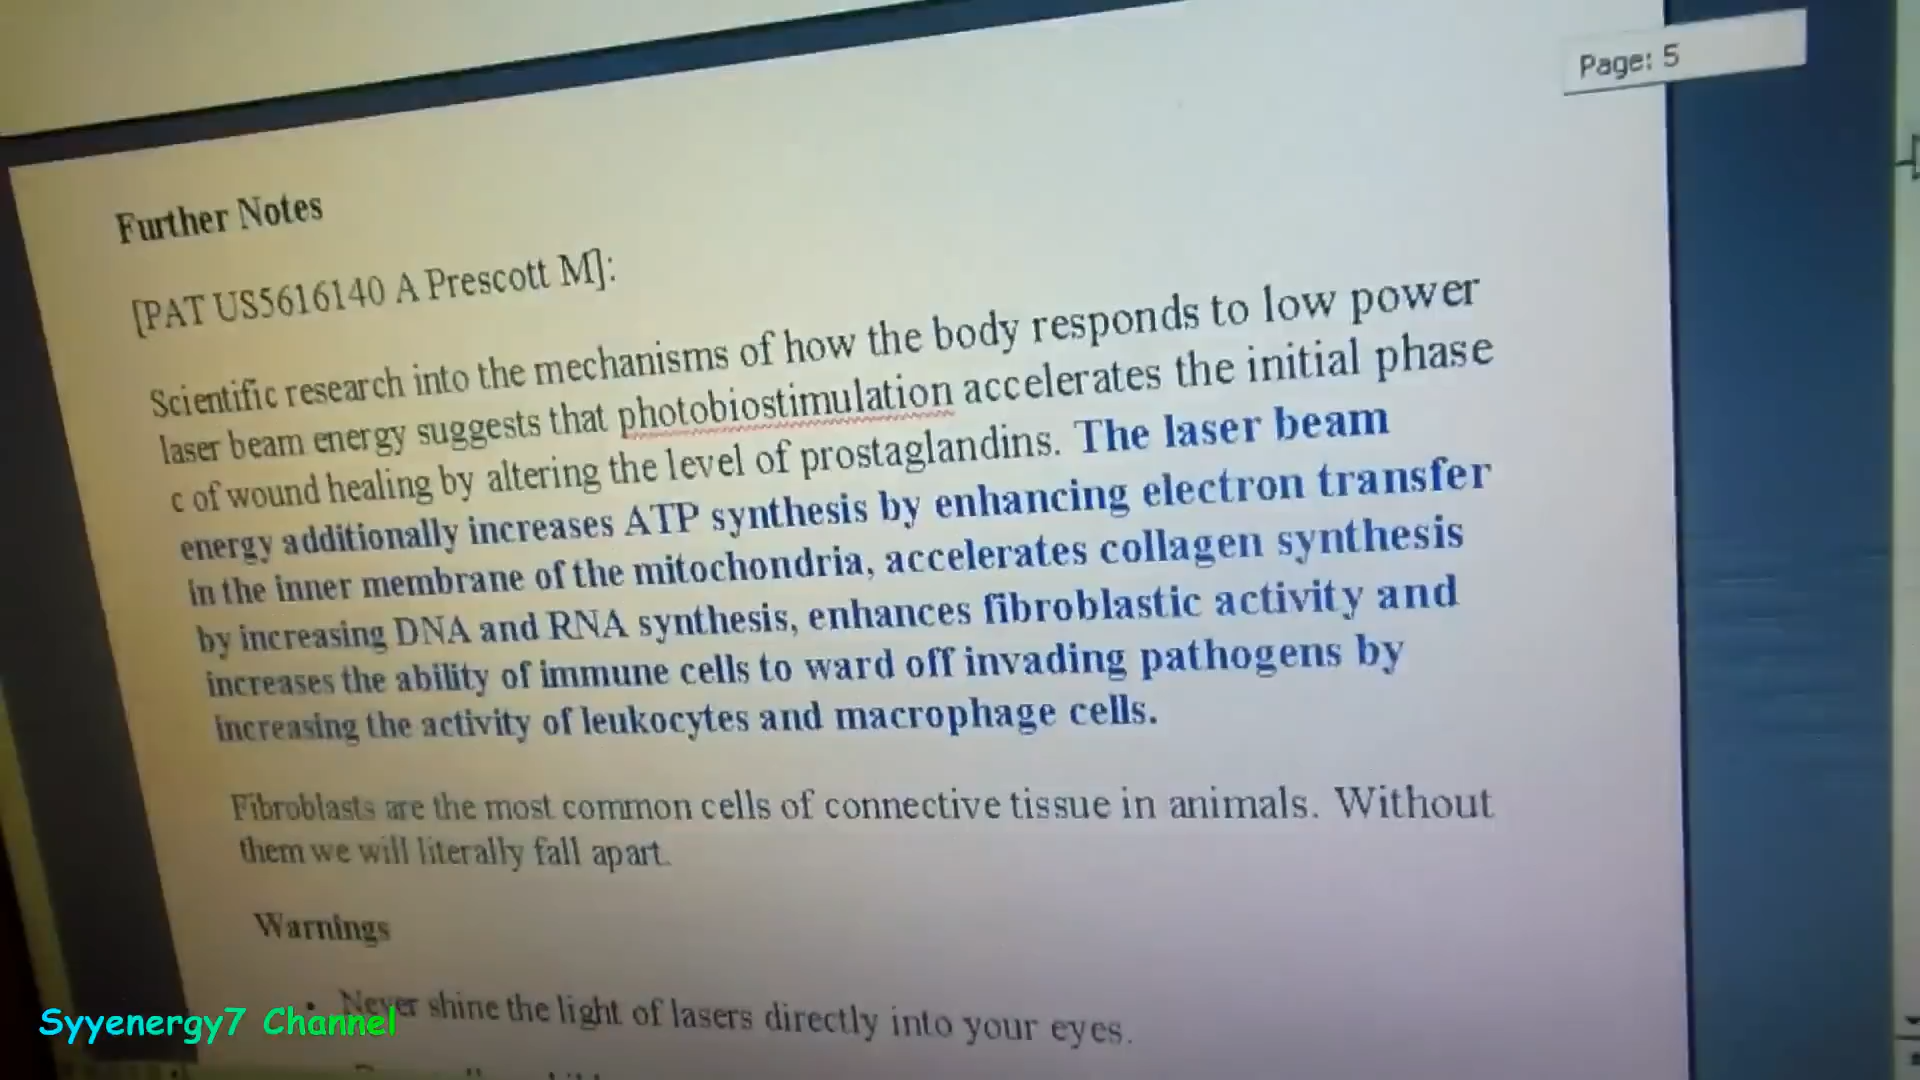 Page: 5
Further Notes
[PAT US5616140 A Prescott M]:
Scientific research into the mechanisms of how the body responds to low power
laser beam energy suggests that photobiostimulation accelerates the initial phase
c of wound healing by altering the level of prostaglandins. The laser beam
energy additionally increases ATP synthesis by enhancing electron transfer
in the inner membrane of the mitochondria, accelerates collagen synthesis
by increasing DNA and RNA synthesis, enhances fibroblastic activity and
increases the ability of immune cells to ward off invading pathogens by
increasing the activity of leukocytes and macrophage cells.
Fibroblasts are the most common cells of connective tissue in animals. Without
them we will literally fall apart.
Warnings
• Never shine the light of lasers directly into your eyes.
Syyenergy7 Channel